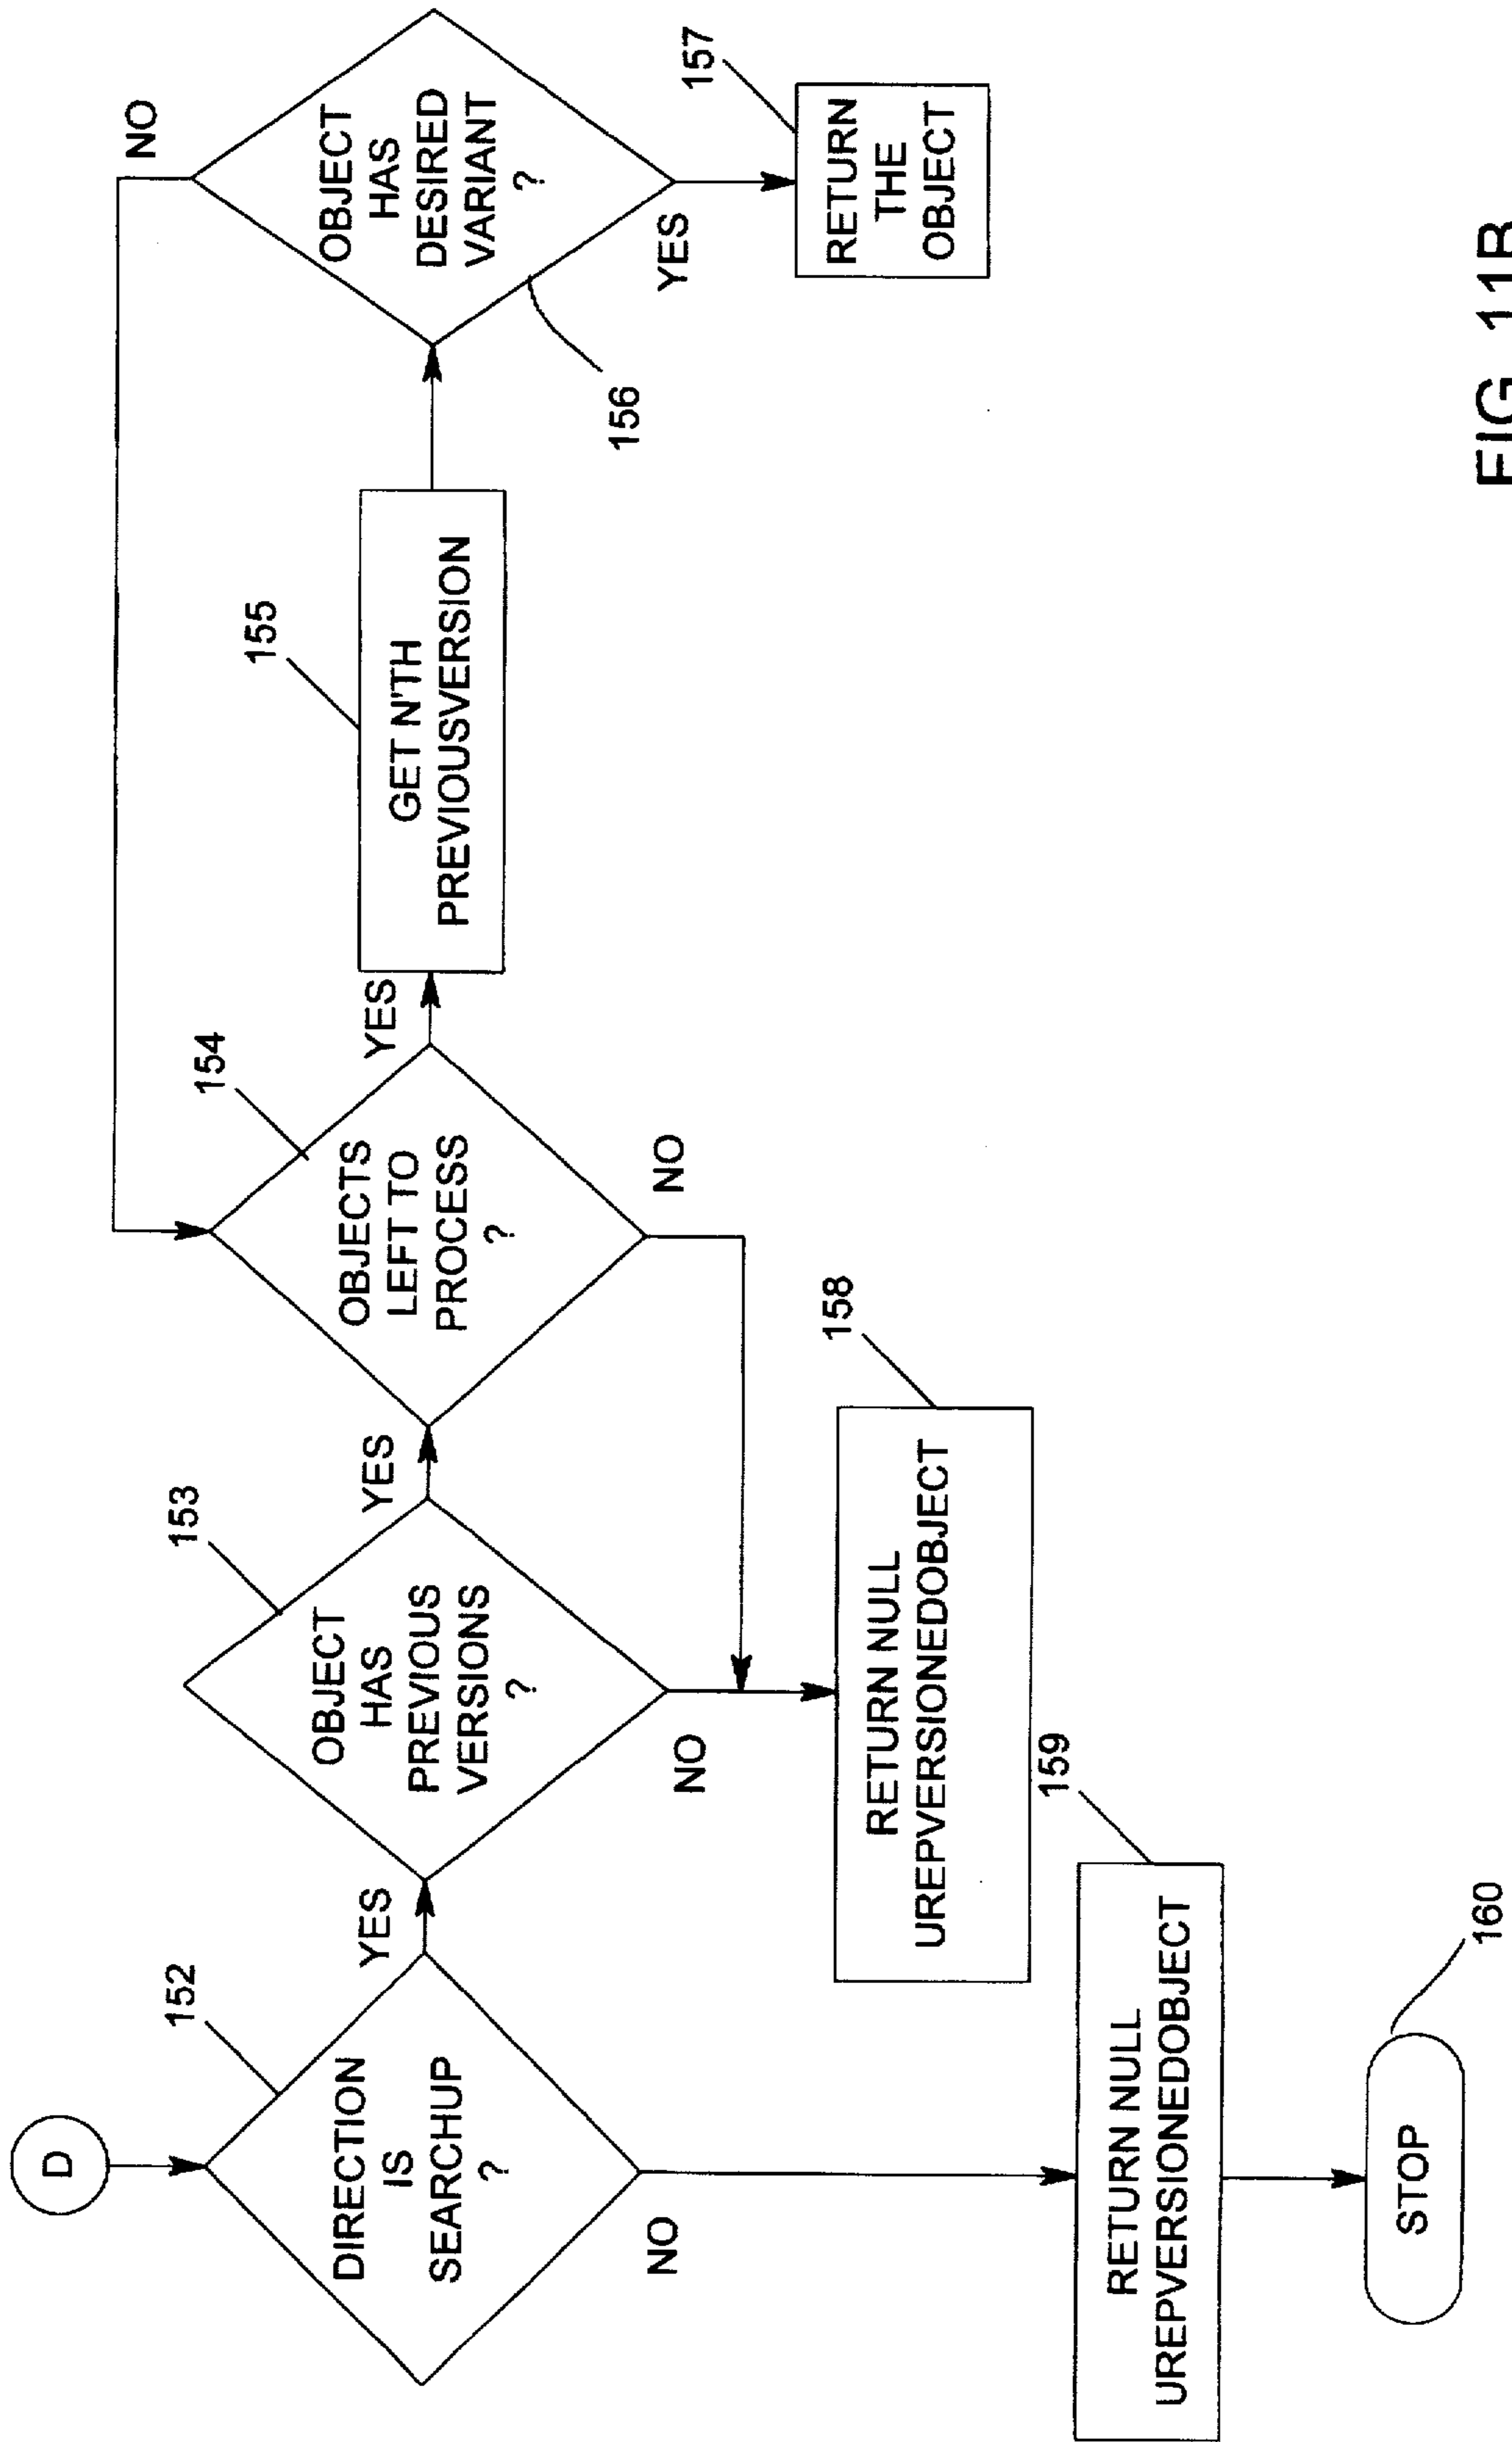 D
152
DIRECTION
IS
SEARCHUP
?
YES
NO
153
OBJECT
HAS
PREVIOUS
VERSIONS
?
YES
NO
154
OBJECTS
LEFT TO
PROCESS
?
YES
NO
155
GET N'TH
PREVIOUSVERSION
OBJECT
HAS
DESIRED
VARIANT
?
NO
YES
156
157
RETURN
THE
OBJECT
158
RETURN NULL
UREPVERSIONEDOBJECT
159
RETURN NULL
UREPVERSIONEDOBJECT
160
STOP
FIG. 11B